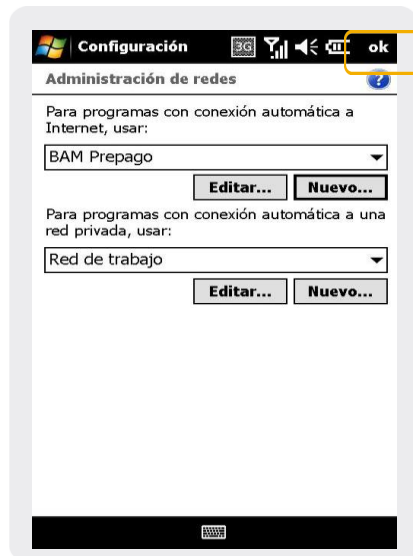 Configuración 3G ok
Administración de redes ?
Para programas con conexión automática a
Internet, usar:
BAM Prepago
Editar... Nuevo...
Para programas con conexión automática a una
red privada, usar:
Red de trabajo
Editar... Nuevo...